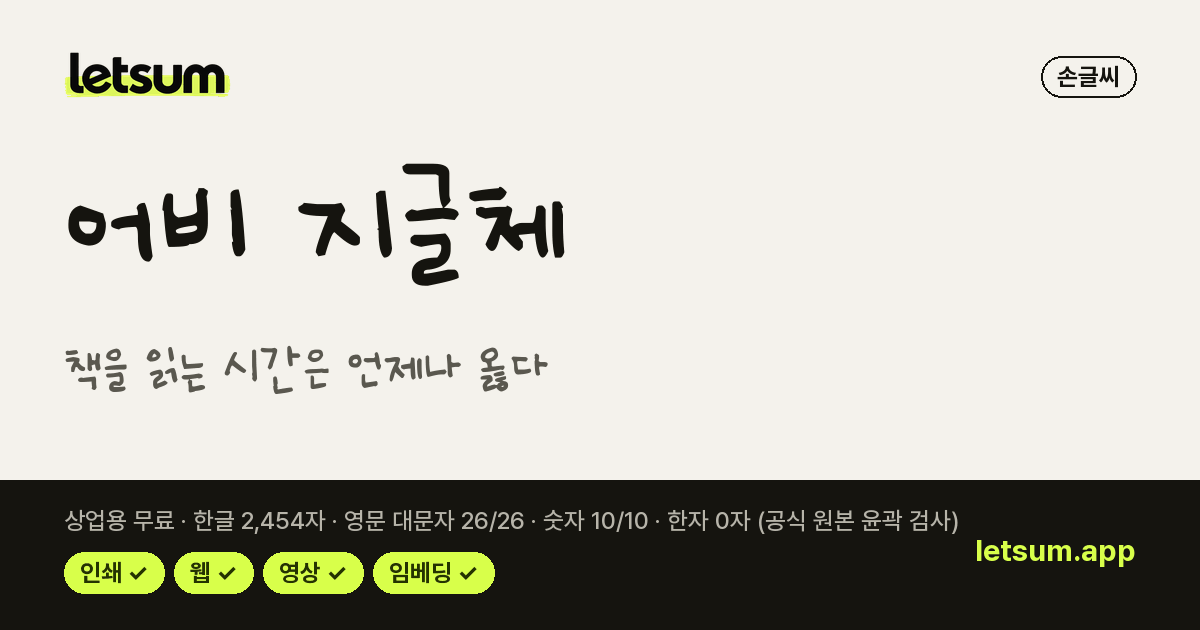 letsum
손글씨
어비 지글체
책을 읽는 시간은 언제나 옳다
상업용 무료 · 한글 2,454자 · 영문 대문자 26/26 · 숫자 10/10 · 한자 0자 (공식 원본 윤곽 검사)
letsum.app
인쇄 ✓ 웹 ✓ 영상 ✓ 임베딩 ✓